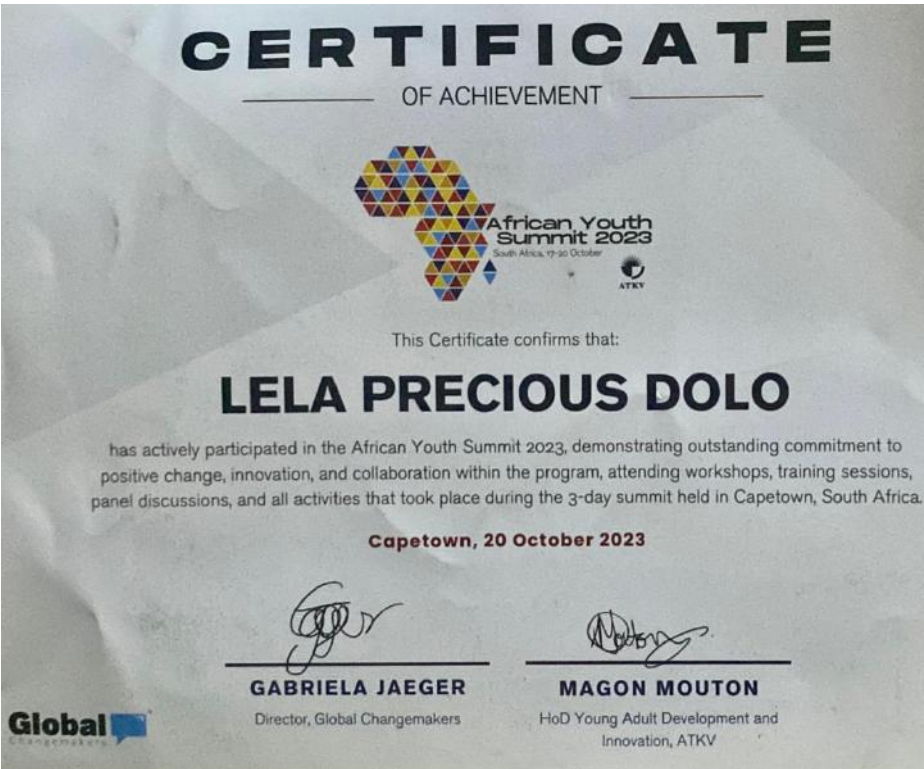 CERTIFICATE
OF ACHIEVEMENT
African Youth
Summit 2023
South Africa, 17-20 October
ATKV
This Certificate confirms that:
LELA PRECIOUS DOLO
has actively participated in the African Youth Summit 2023, demonstrating outstanding commitment to
positive change, innovation, and collaboration within the program, attending workshops, training sessions,
panel discussions, and all activities that took place during the 3-day summit held in Capetown, South Africa.
Capetown, 20 October 2023
GABRIELA JAEGER
MAGON MOUTON
Director, Global Changemakers
HoD Young Adult Development and
Innovation, ATKV
Global
Changemakers